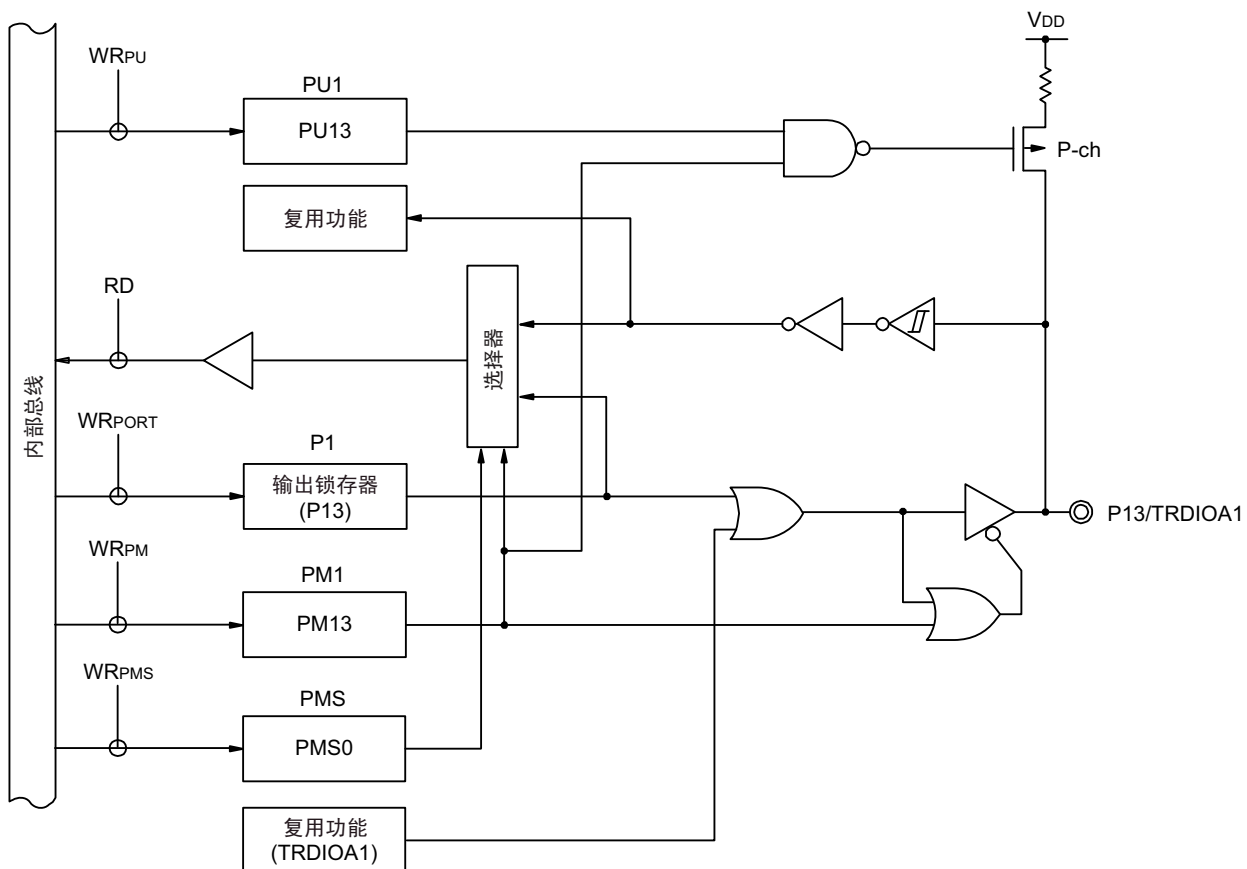 VDD
WRPU
PU1
PU13
P-ch
复用功能
RD
选择器
内部总线
WRPORT
P1
输出锁存器
(P13)
P13/TRDIOA1
WRPM
PM1
PM13
WRPMS
PMS
PMS0
复用功能
(TRDIOA1)